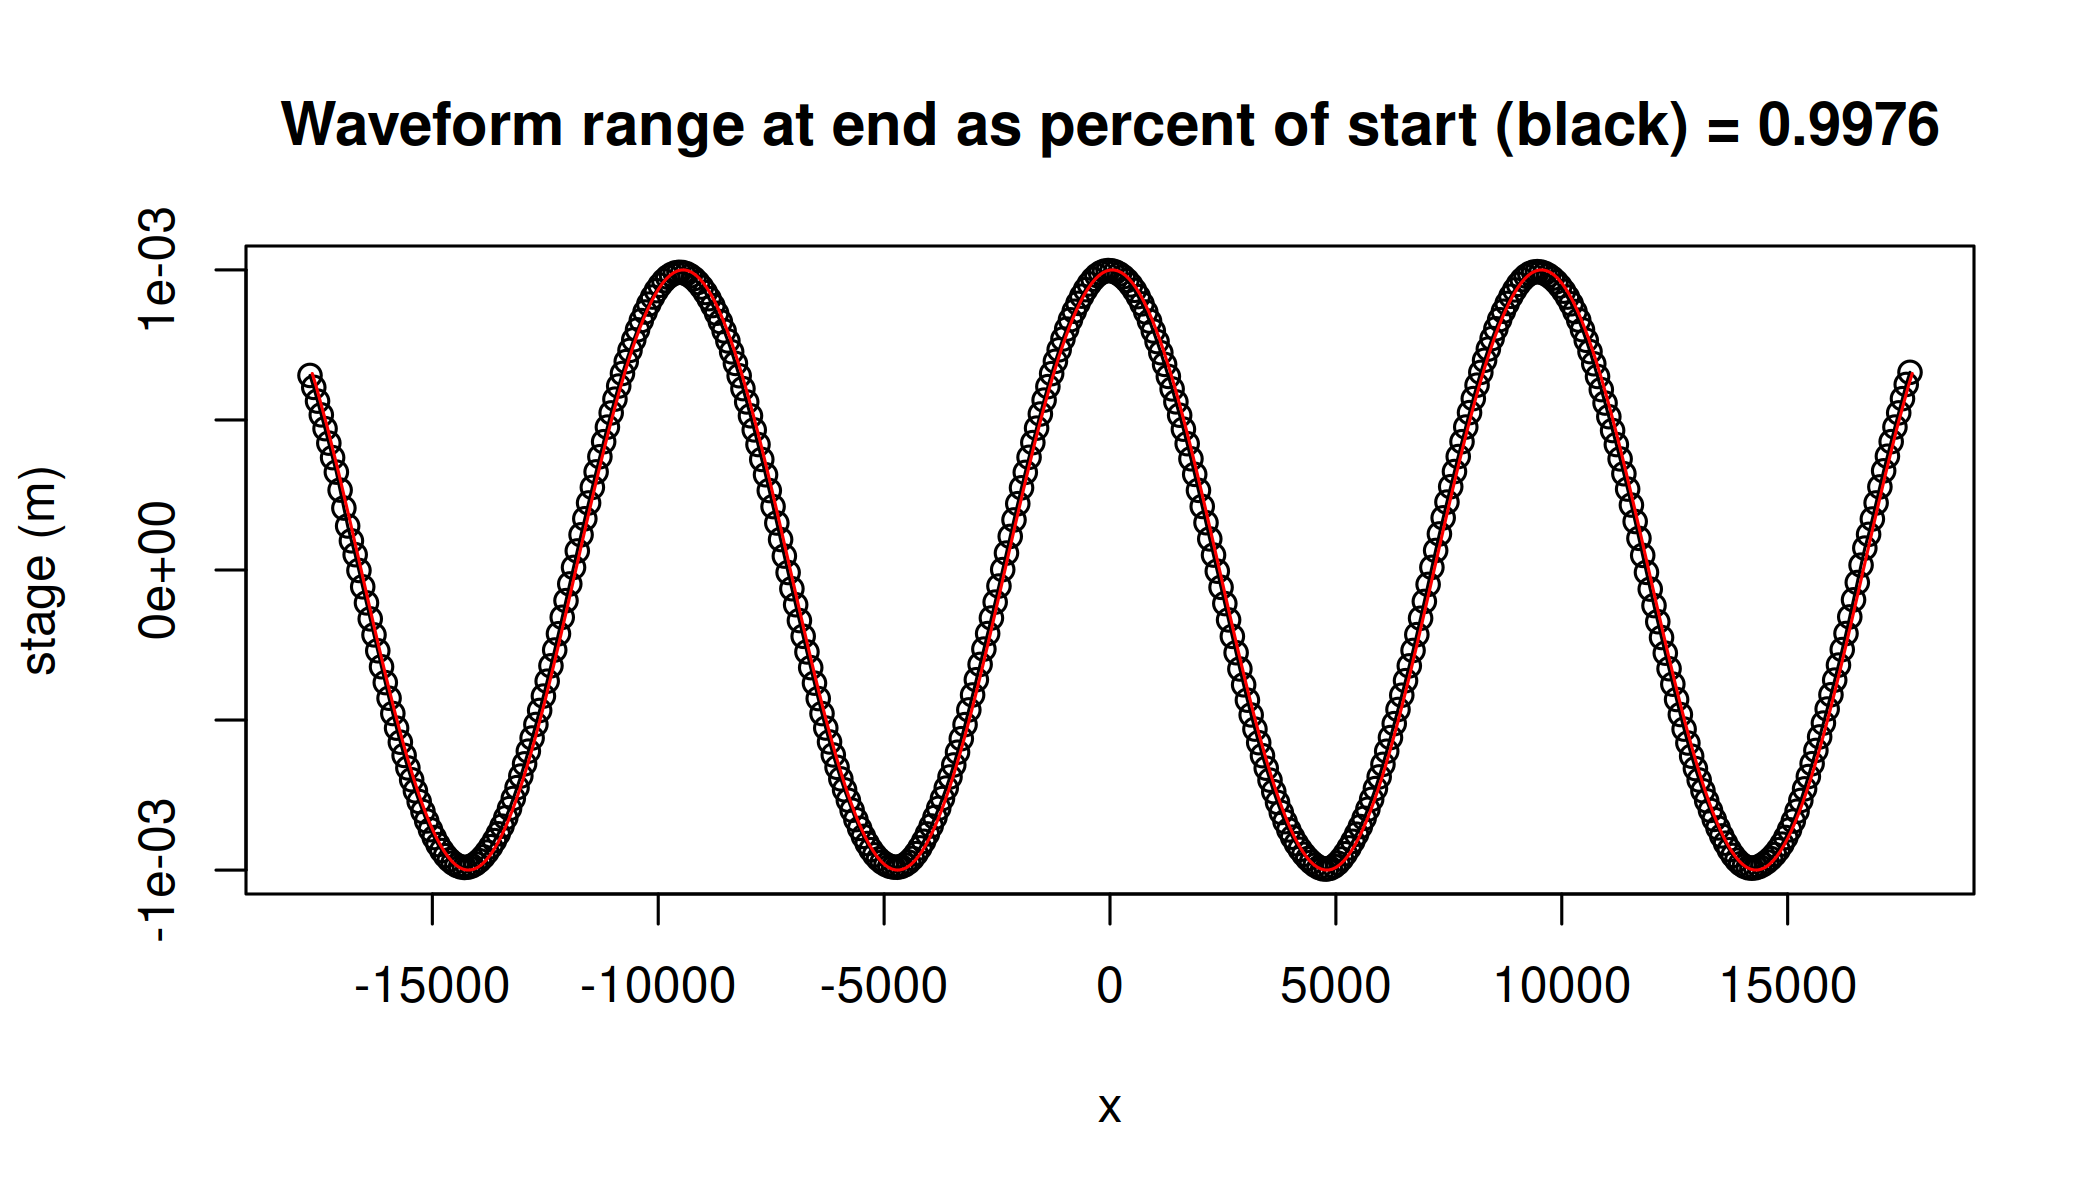 Waveform range at end as percent of start (black) = 0.9976
stage (m)
1e-03
0e+00
-1e-03
-15000 -10000 -5000 0 5000 10000 15000
x